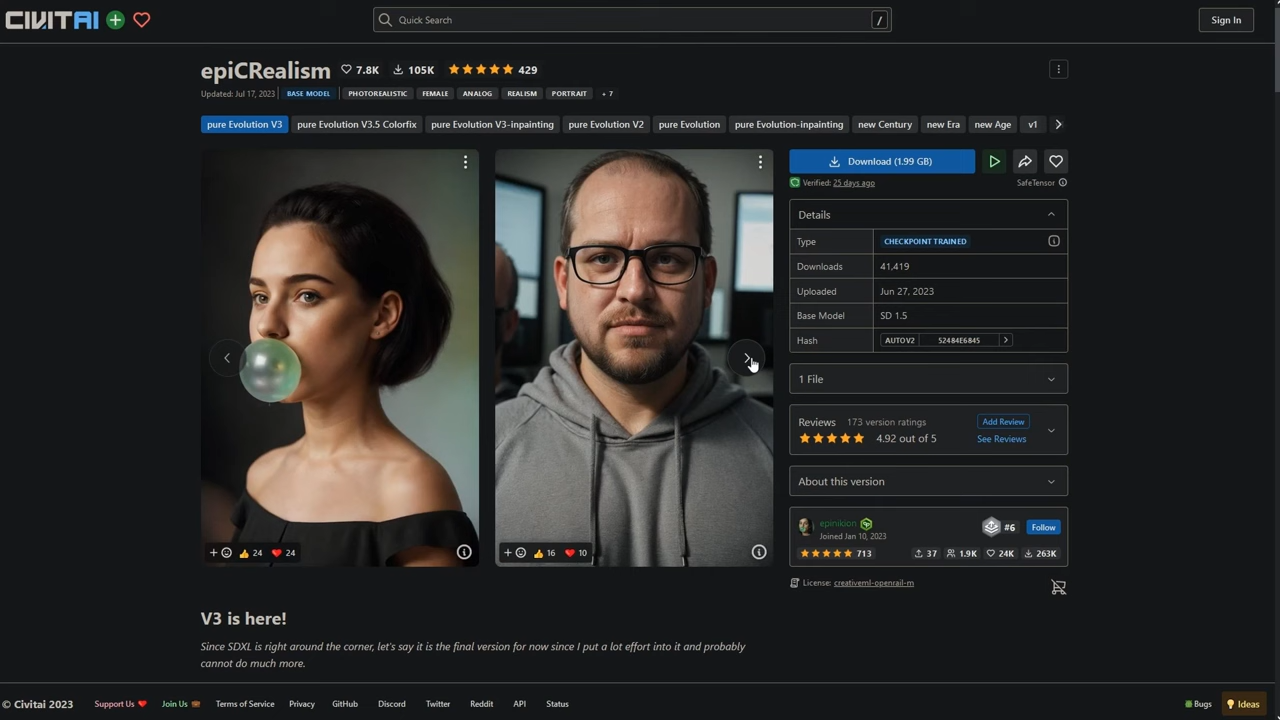 CIVITAI
Quick Search
/
Sign In
epiCRealism 7.8K 105K 429
Updated: Jul 17, 2023 BASE MODEL PHOTOREALISTIC FEMALE ANALOG REALISM PORTRAIT + 7
pure Evolution V3 pure Evolution V3.5 Colorfix pure Evolution V3-inpainting pure Evolution V2 pure Evolution pure Evolution-inpainting new Century new Era new Age v1
Download (1.99 GB)
Verified: 25 days ago SafeTensor
Details
Type CHECKPOINT TRAINED
Downloads 41,419
Uploaded Jun 27, 2023
Base Model SD 1.5
Hash AUTOV2 52484E6845
1 File
Reviews 173 version ratings Add Review
4.92 out of 5 See Reviews
About this version
epinikion #6 Follow
Joined Jan 10, 2023
713 37 1.9K 24K 263K
License: creativeml-openrail-m
24 24
16 10
V3 is here!
Since SDXL is right around the corner, let's say it is the final version for now since I put a lot effort into it and probably
cannot do much more.
© Civitai 2023 Support Us Join Us Terms of Service Privacy GitHub Discord Twitter Reddit API Status Bugs Ideas